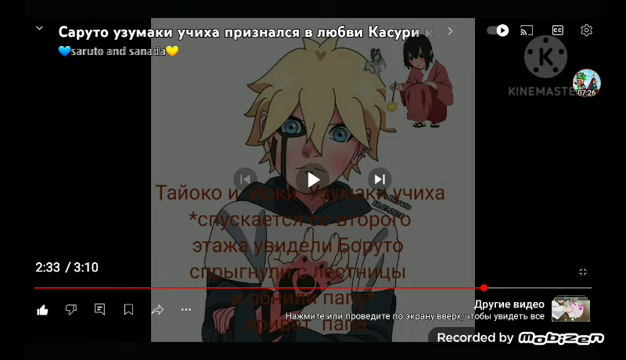 Саруто узумаки учиха признался в любви Касури к
💙saruto and sanada💛
KINEMASTER
07:26
Тайоко и Узумаки учиха
*спускается со второго
этажа увидели Боруто
спрыгнули с лестницы
и обнили папу*
привет папа
2:33 / 3:10
Другие видео
Нажмите или проведите по экрану вверх, чтобы увидеть все
Recorded by Mobizen